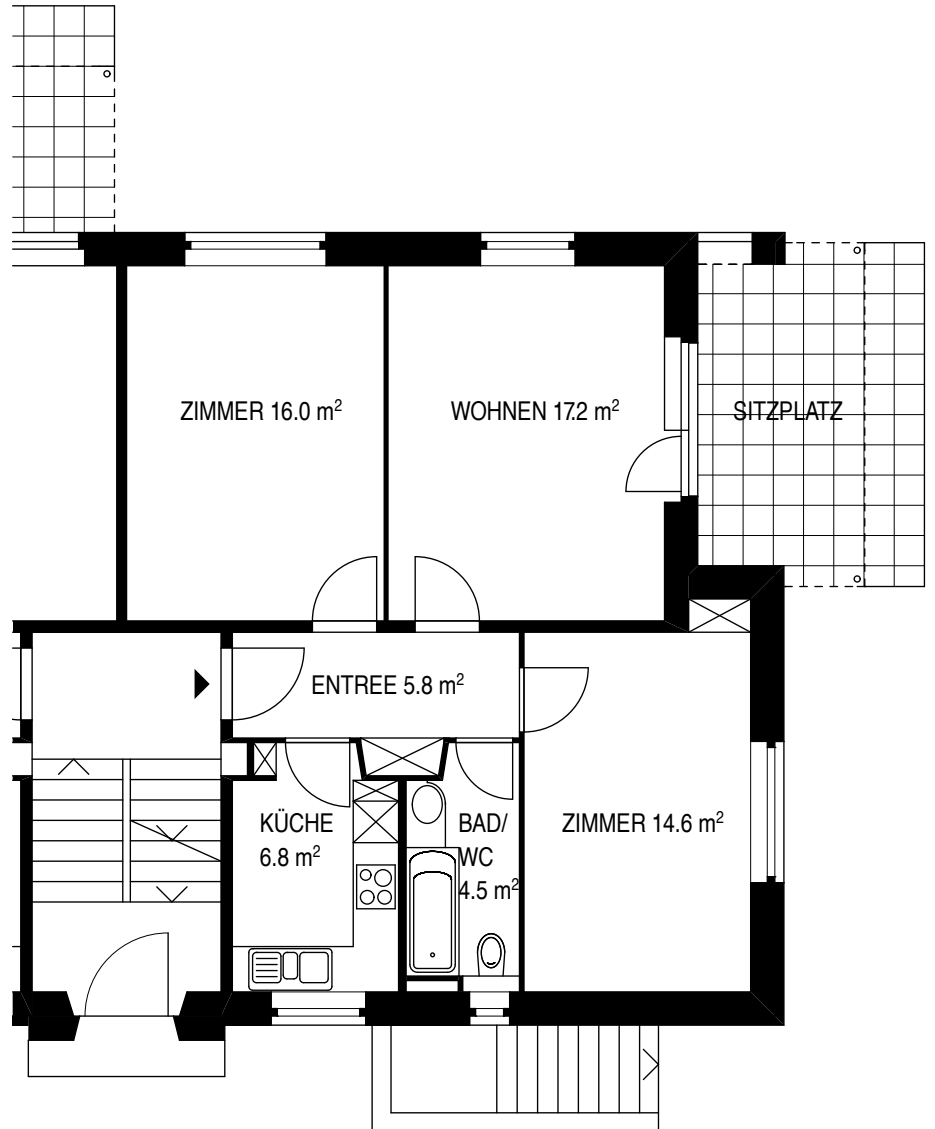 ZIMMER 16.0 m²
WOHNEN 17.2 m²
SITZPLATZ
ENTREE 5.8 m²
KÜCHE
6.8 m²
BAD/
WC
4.5 m²
ZIMMER 14.6 m²